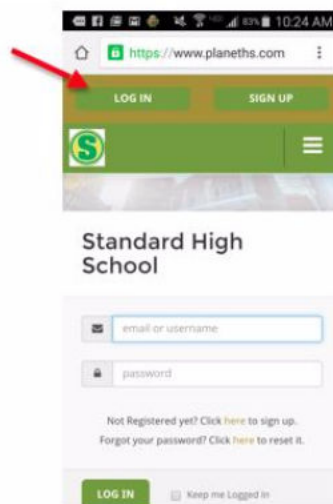 83% 10:24 AM
https://www.planeths.com
LOG IN SIGN UP
S
Standard High
School
email or username
password
Not Registered yet? Click here to sign up.
Forgot your password? Click here to reset it.
LOG IN Keep me Logged in